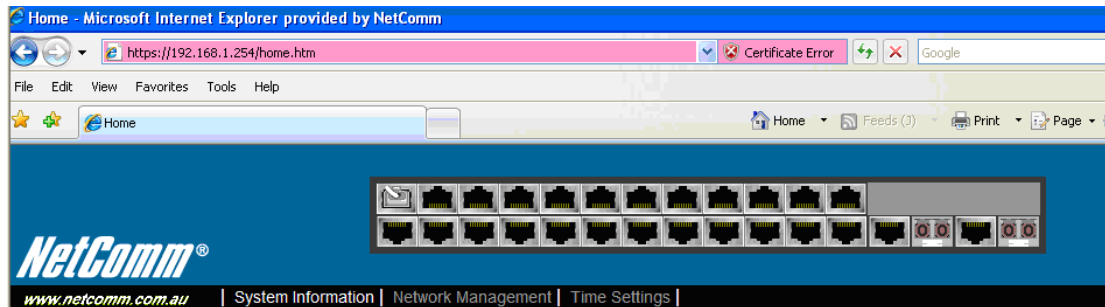 Home - Microsoft Internet Explorer provided by NetComm
https://192.168.1.254/home.htm Certificate Error Google
File Edit View Favorites Tools Help
Home Home Feeds (J) Print Page
NetComm®
www.netcomm.com.au | System Information | Network Management | Time Settings |